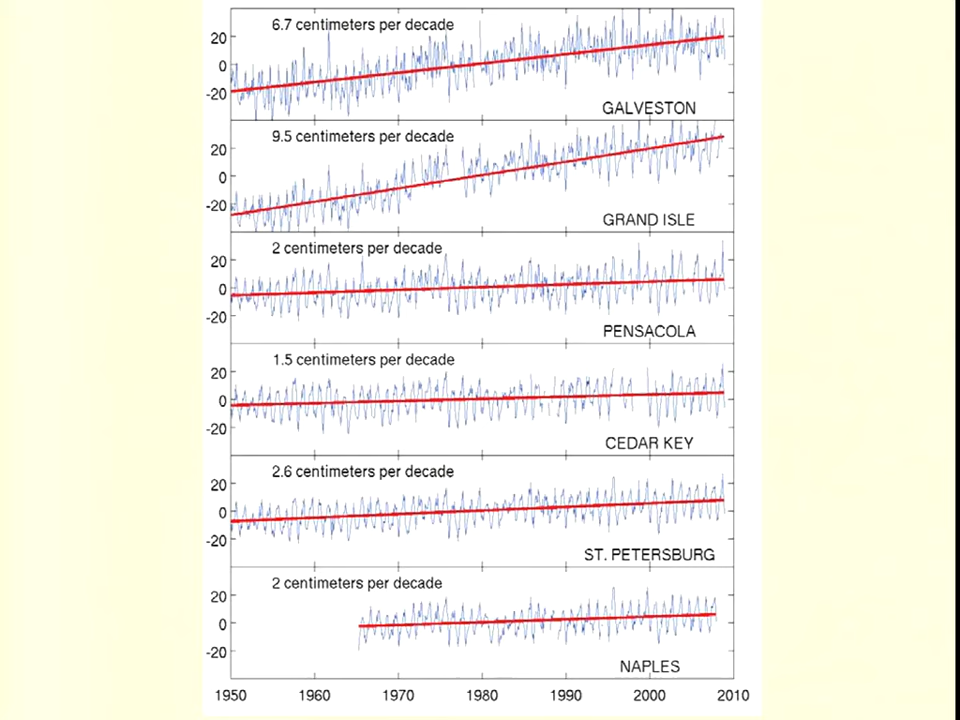 6.7 centimeters per decade
20
0
-20
GALVESTON
9.5 centimeters per decade
20
0
-20
GRAND ISLE
2 centimeters per decade
20
0
-20
PENSACOLA
1.5 centimeters per decade
20
0
-20
CEDAR KEY
2.6 centimeters per decade
20
0
-20
ST. PETERSBURG
2 centimeters per decade
20
0
-20
NAPLES
1950 1960 1970 1980 1990 2000 2010